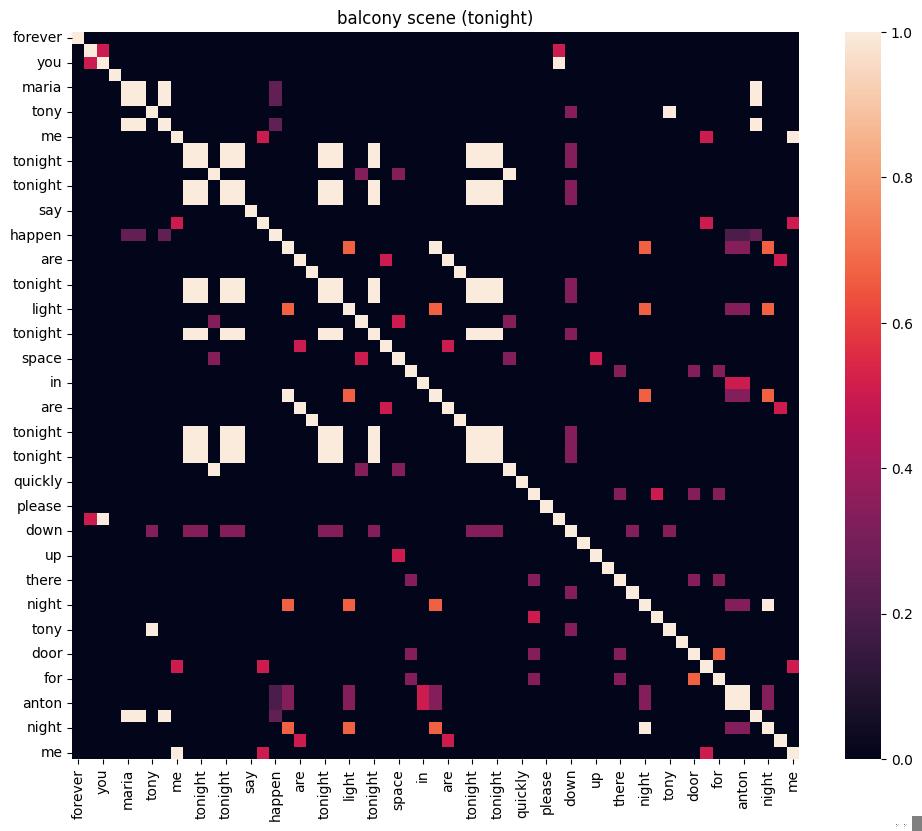 balcony scene (tonight)
forever
you
maria
tony
me
tonight
tonight
say
happen
are
tonight
light
tonight
space
in
are
tonight
tonight
quickly
please
down
up
there
night
tony
door
for
anton
night
me
1.0
0.8
0.6
0.4
0.2
0.0
forever
you
maria
tony
me
tonight
tonight
say
happen
are
tonight
light
tonight
space
in
are
tonight
tonight
quickly
please
down
up
there
night
tony
door
for
anton
night
me